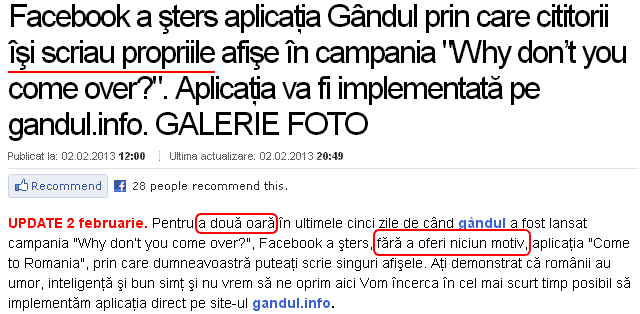 Facebook a şters aplicaţia Gândul prin care cititorii
îşi scriau propriile afişe în campania "Why don't you
come over?". Aplicaţia va fi implementată pe
gandul.info. GALERIE FOTO
Publicat la: 02.02.2013 12:00 Ultima actualizare: 02.02.2013 20:49
Recommend 28 people recommend this.
UPDATE 2 februarie. Pentru a două oară în ultimele cinci zile de când gândul a fost lansat
campania "Why don't you come over?", Facebook a şters, fără a oferi niciun motiv, aplicaţia "Come
to Romania", prin care dumneavoastră puteaţi scrie singuri afişele. Aţi demonstrat că românii au
umor, inteligenţă şi bun simţ şi nu vrem să ne oprim aici Vom încerca în cel mai scurt timp posibil să
implementăm aplicaţia direct pe site-ul gandul.info.